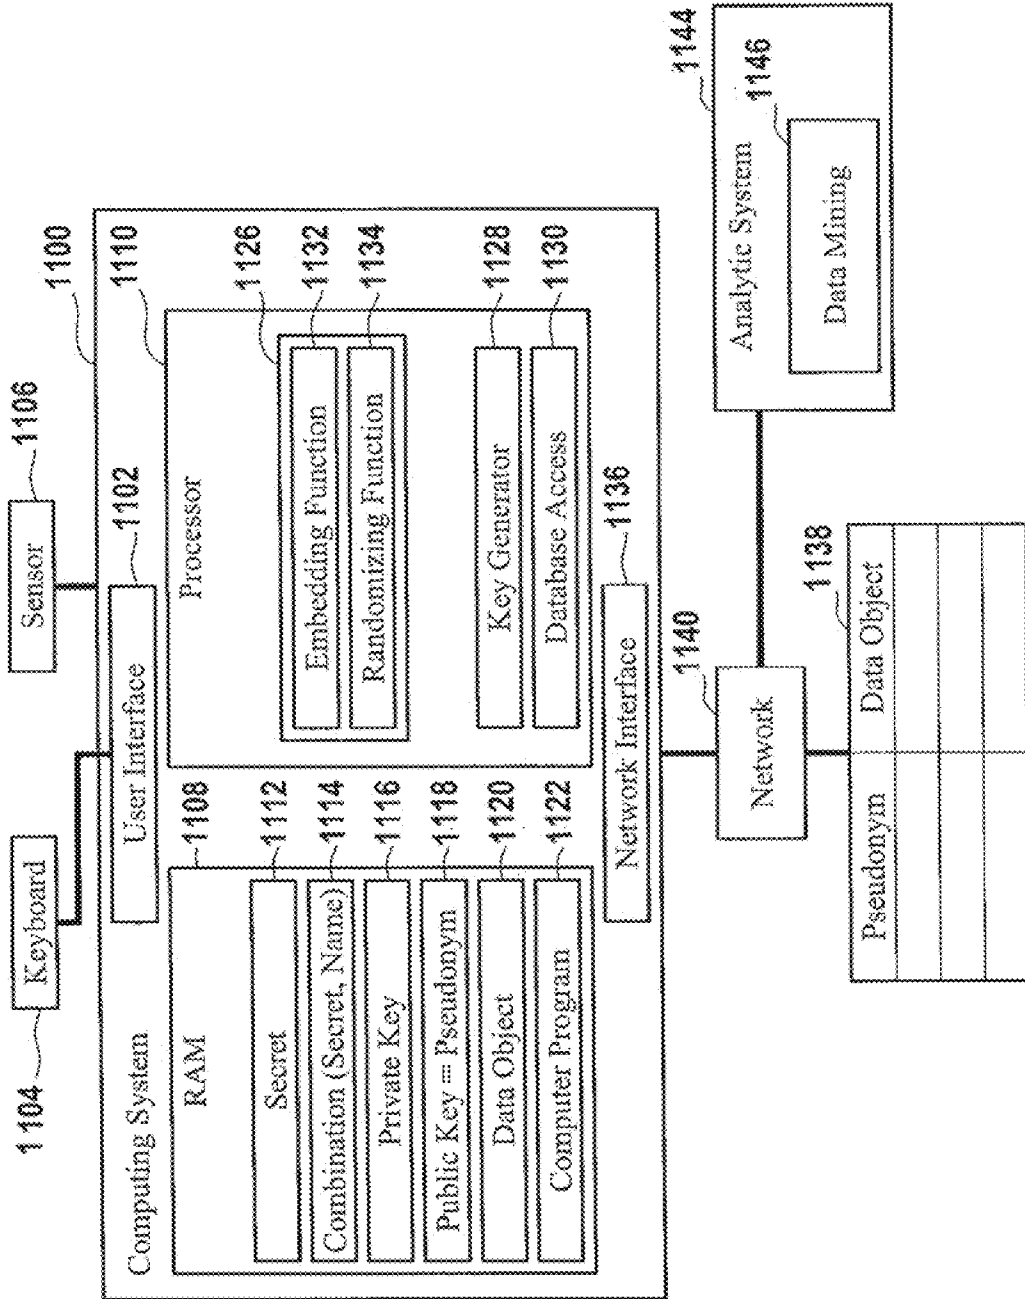 Keyboard
1104
Sensor
1106
Computing System
1100
User Interface
1102
RAM
1108
Secret
1112
Combination (Secret, Name)
1114
Private Key
1116
Public Key = Pseudonym
1118
Data Object
1120
Computer Program
1122
Processor
1110
1126
Embedding Function
1132
Randomizing Function
1134
Key Generator
1128
Database Access
1130
Network Interface
1136
Network
1140
Analytic System
1144
Data Mining
1146
Pseudonym
Data Object
1138